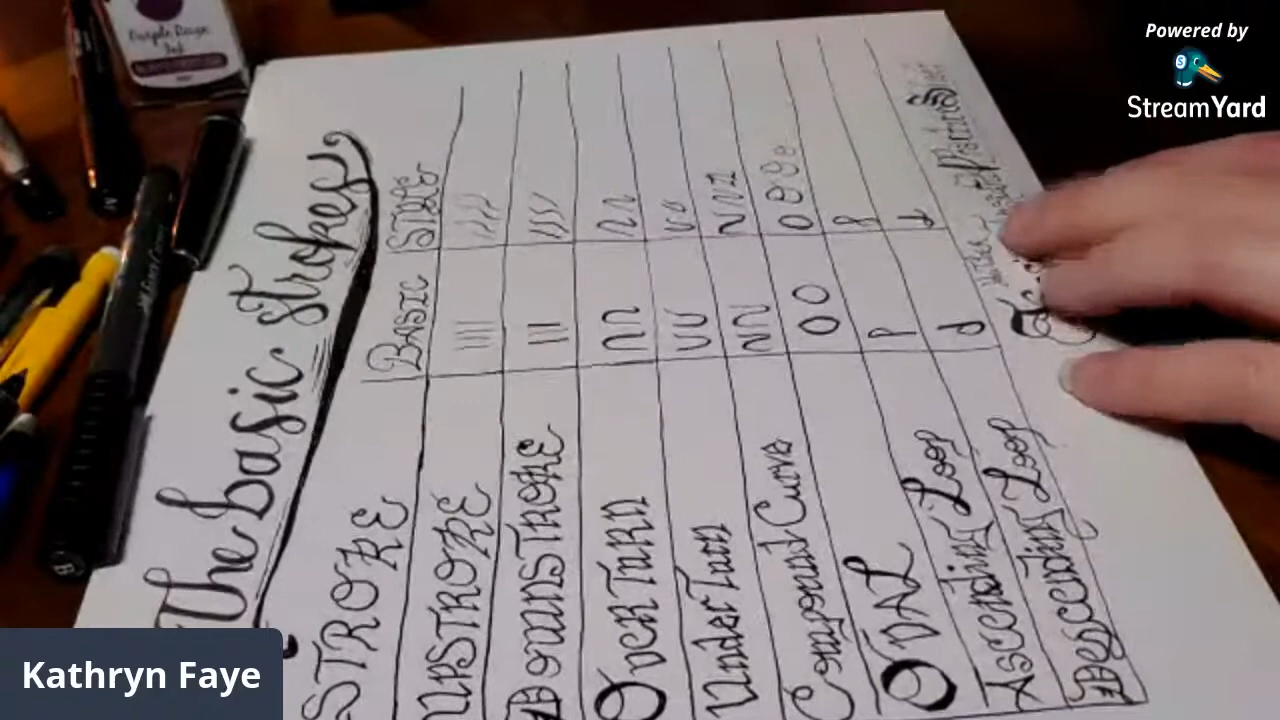 Powered by
StreamYard
The basic strokes
STROKE BASIC STYLE
UPSTROKE
DOWNSTROKE
Over Turn
Under Turn
Compound Curve
OVAL
Ascending Loop
Descending Loop
Purple Rage
Ink
Kathryn Faye